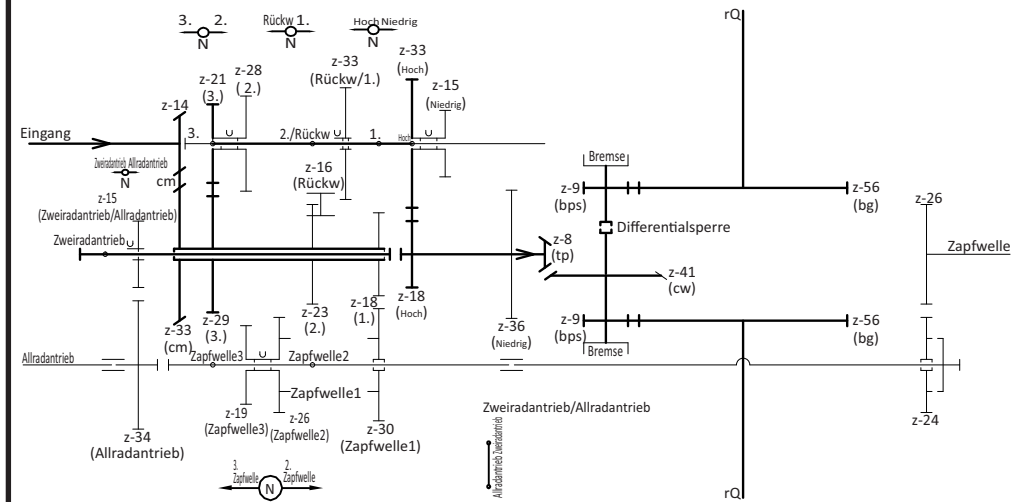 rQ
3. 2.
N
Rückw 1.
N
Hoch Niedrig
N
z-33
(Rückw/1.)
z-33
(Hoch)
z-28
(2.)
z-21
(3.)
z-15
(Niedrig)
z-14
Eingang
3.
2./Rückw
1.
Hoch
Zweiradantrieb Allradantrieb
N
cm
z-16
(Rückw)
Bremse
z-9
(bps)
z-56
(bg)
z-26
z-15
(Zweiradantrieb/Allradantrieb)
Differentialsperre
Zweiradantrieb
z-8
(tp)
Zapfwelle
z-41
(cw)
z-33
(cm)
z-29
(3.)
z-23
(2.)
z-18
(1.)
z-18
(Hoch)
z-36
(Niedrig)
z-9
(bps)
z-56
(bg)
Bremse
Allradantrieb
Zapfwelle3
Zapfwelle2
Zapfwelle1
z-19
(Zapfwelle3)
z-26
(Zapfwelle2)
z-30
(Zapfwelle1)
z-24
z-34
(Allradantrieb)
Zweiradantrieb/Allradantrieb
Allradantrieb Zweiradantrieb
3.
Zapfwelle
2.
Zapfwelle
N
rQ